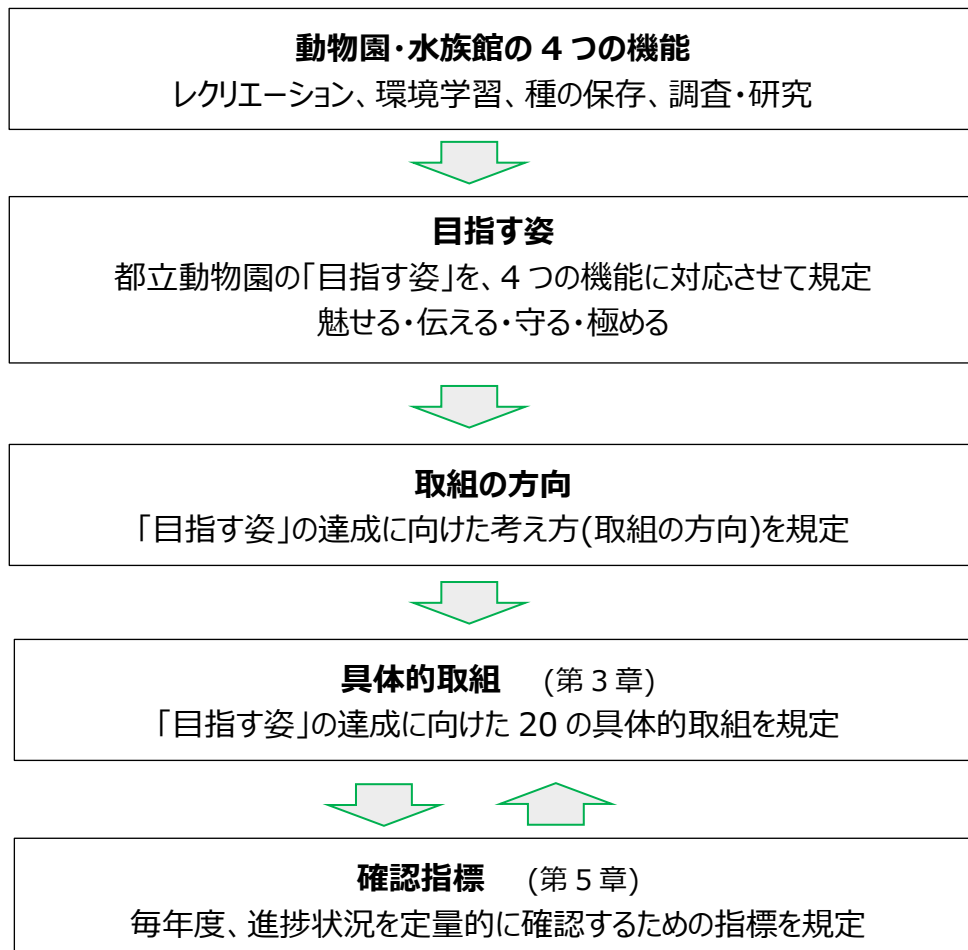 動物園・水族館の 4 つの機能
レクリエーション、環境学習、種の保存、調査・研究
目指す姿
都立動物園の「目指す姿」を、4 つの機能に対応させて規定
魅せる・伝える・守る・極める
取組の方向
「目指す姿」の達成に向けた考え方(取組の方向)を規定
具体的取組 (第 3 章)
「目指す姿」の達成に向けた 20 の具体的取組を規定
確認指標 (第 5 章)
毎年度、進捗状況を定量的に確認するための指標を規定